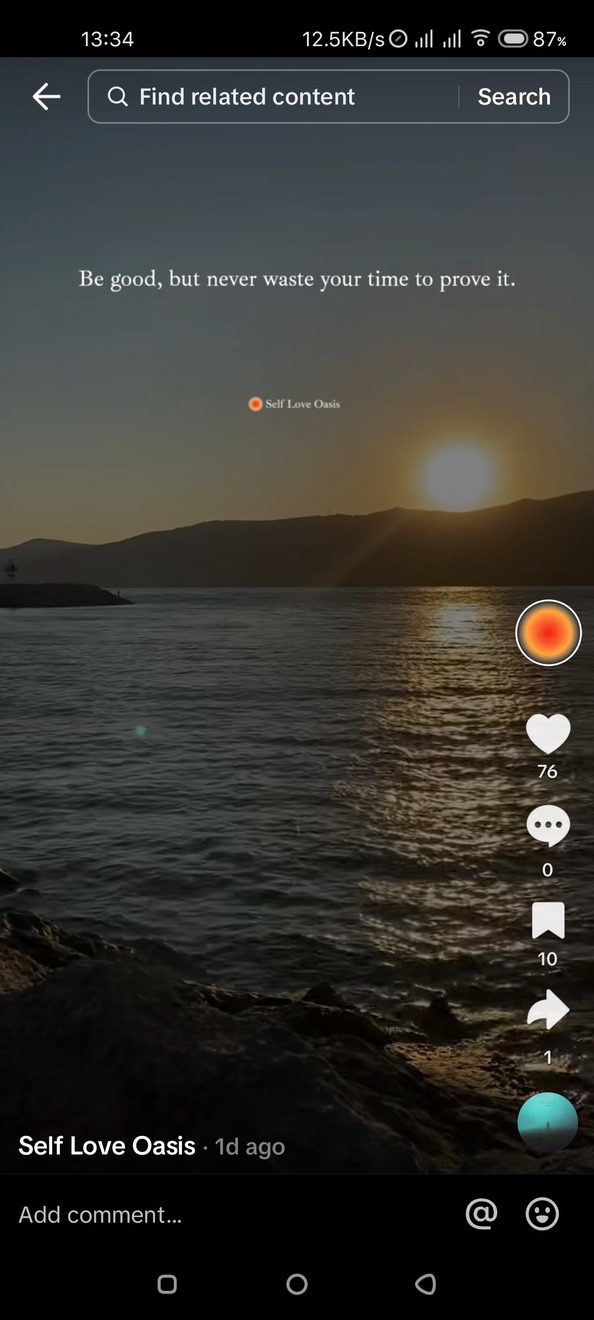 13:34 12.5KB/s 87%
Find related content Search
Be good, but never waste your time to prove it.
Self Love Oasis
76
0
10
1
Self Love Oasis · 1d ago
Add comment... @